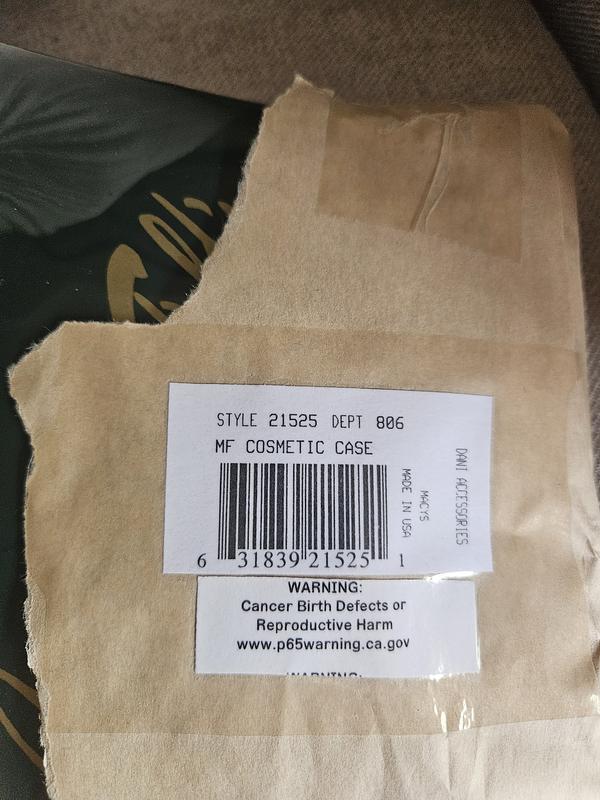 STYLE 21525 DEPT 806
MF COSMETIC CASE
6 31839 21525 1
MADE IN USA
MACYS
DANI ACCESSORIES
WARNING:
Cancer Birth Defects or
Reproductive Harm
www.p65warning.ca.gov
WARNING: